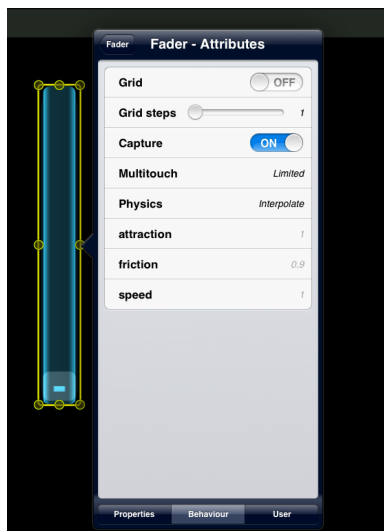 Fader
Fader - Attributes
Grid OFF
Grid steps 1
Capture ON
Multitouch Limited
Physics Interpolate
attraction 1
friction 0.9
speed 1
Properties Behaviour User